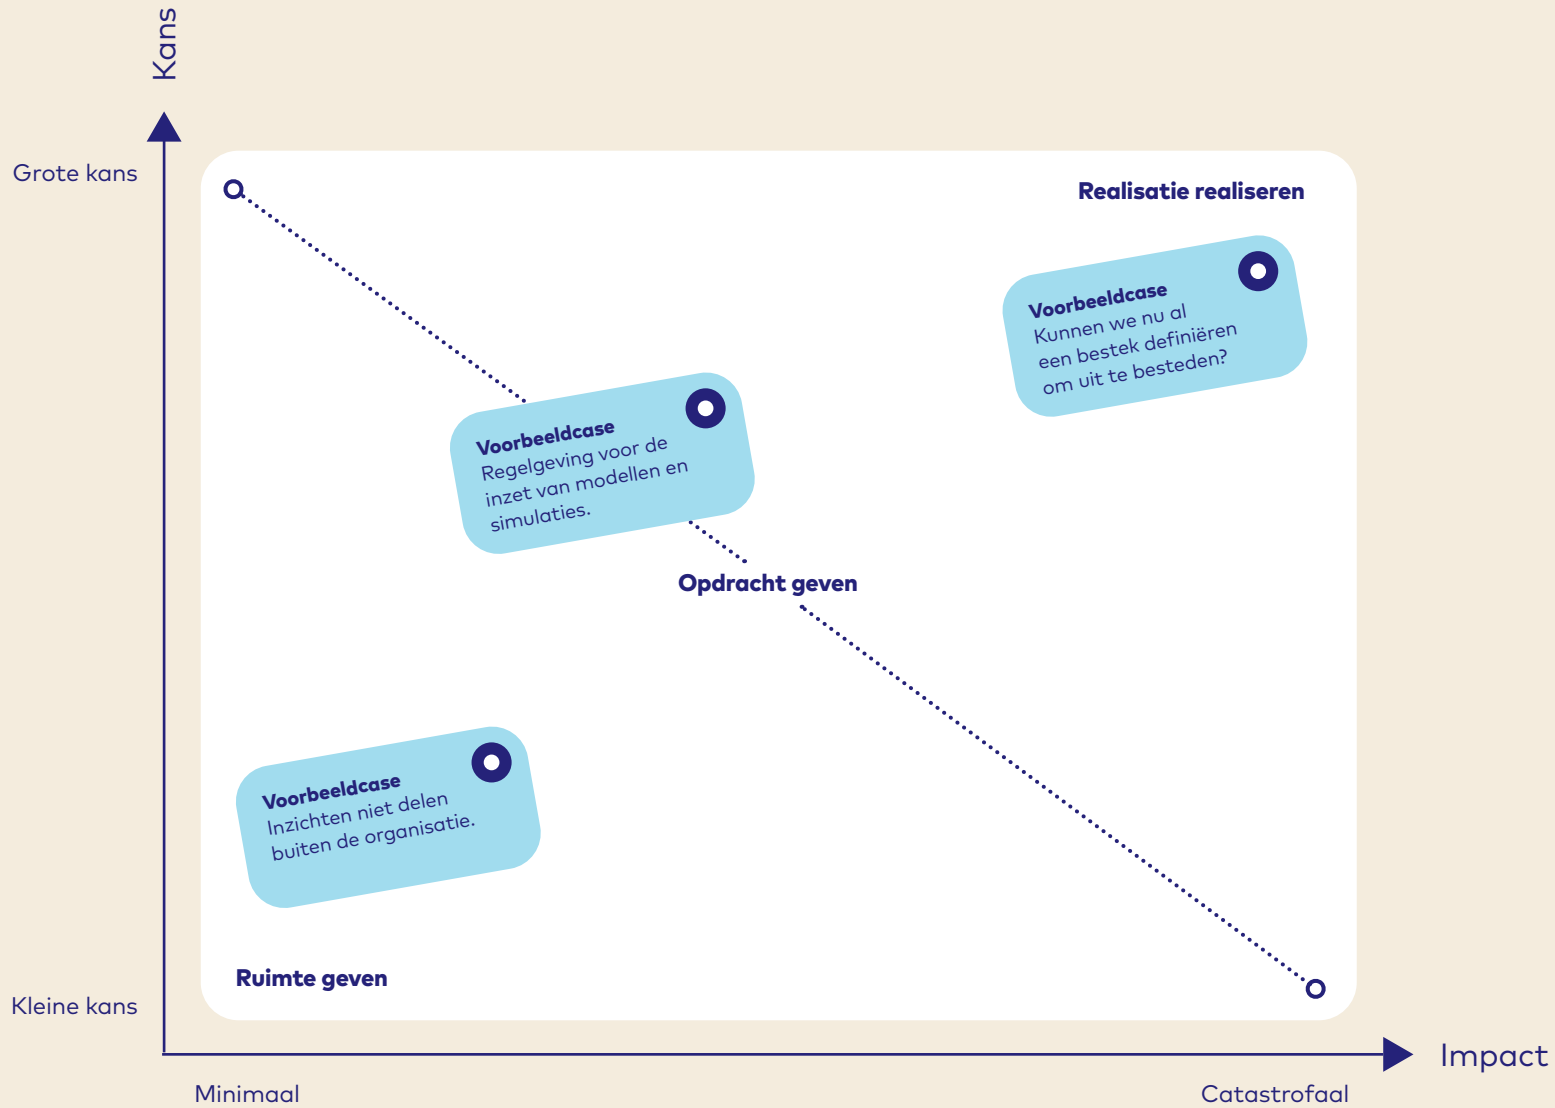 Kans
Grote kans
Realisatie realiseren
Voorbeeldcase
Kunnen we nu al
een bestek definiëren
om uit te besteden?
Voorbeeldcase
Regelgeving voor de
inzet van modellen en
simulaties.
Opdracht geven
Voorbeeldcase
Inzichten niet delen
buiten de organisatie.
Ruimte geven
Kleine kans
Impact
Minimaal
Catastrofaal